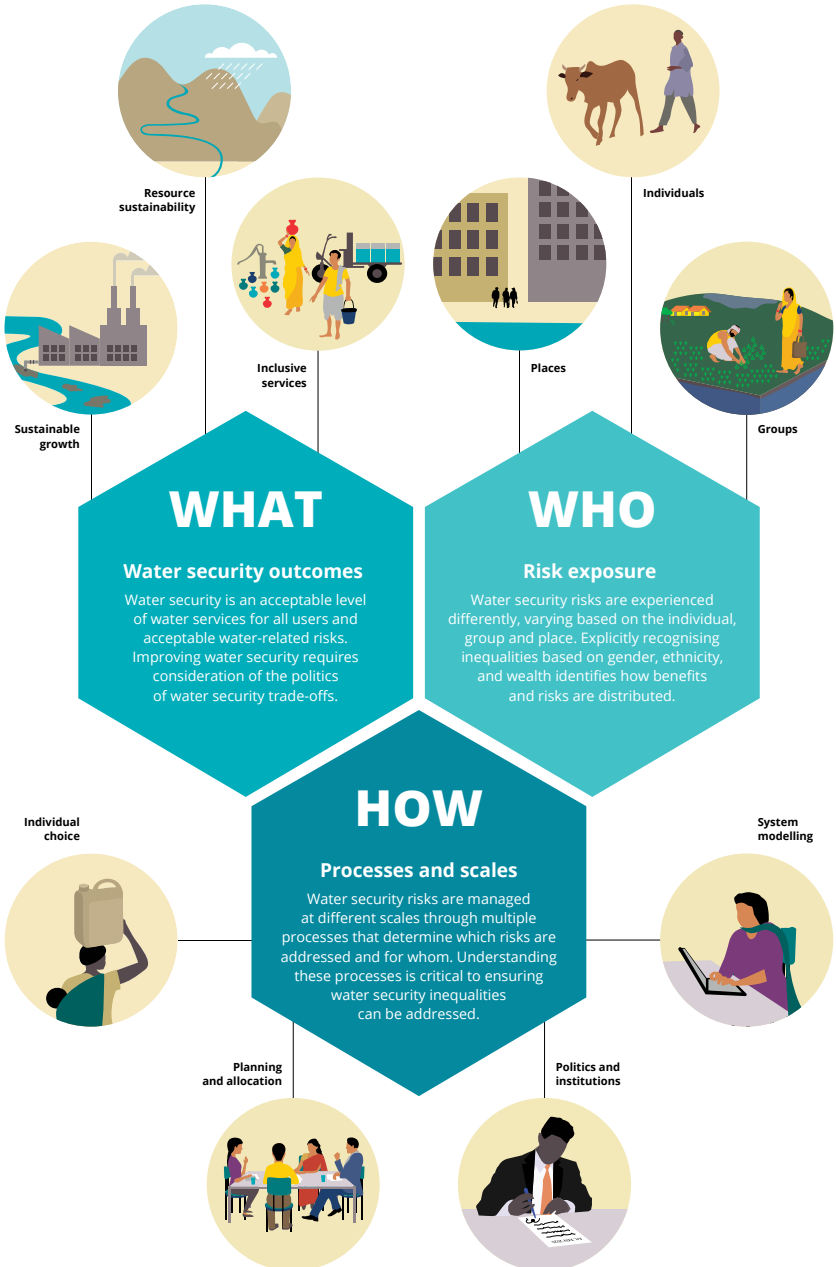 Resource
sustainability
Individuals
Inclusive
services
Places
Sustainable
growth
Groups
WHAT
Water security outcomes
Water security is an acceptable level
of water services for all users and
acceptable water-related risks.
Improving water security requires
consideration of the politics
of water security trade-offs.
WHO
Risk exposure
Water security risks are experienced
differently, varying based on the individual,
group and place. Explicitly recognising
inequalities based on gender, ethnicity,
and wealth identifies how benefits
and risks are distributed.
HOW
Processes and scales
Water security risks are managed
at different scales through multiple
processes that determine which risks are
addressed and for whom. Understanding
these processes is critical to ensuring
water security inequalities
can be addressed.
Individual
choice
System
modelling
Planning
and allocation
Politics and
institutions